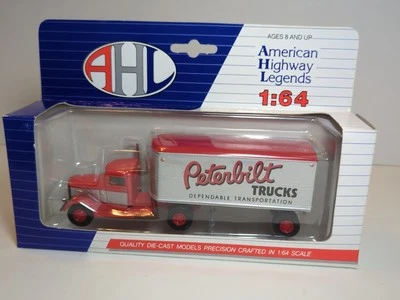 AHL
AGES 8 AND UP
American
Highway
Legends
1:64
Peterbilt
TRUCKS
DEPENDABLE TRANSPORTATION
QUALITY DIE-CAST MODELS PRECISION CRAFTED IN 1:64 SCALE